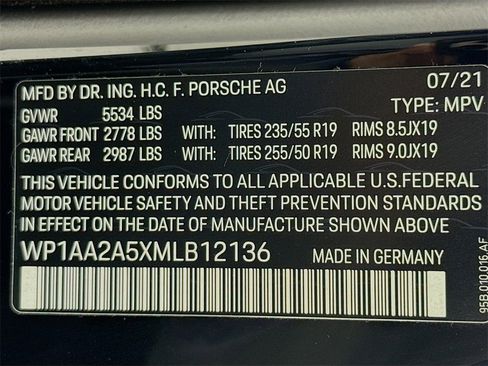 MFD BY DR. ING. H.C. F. PORSCHE AG 07/21
GVWR 5534 LBS TYPE: MPV
GAWR FRONT 2778 LBS WITH: TIRES 235/55 R19 RIMS 8.5JX19
GAWR REAR 2987 LBS WITH: TIRES 255/50 R19 RIMS 9.0JX19
THIS VEHICLE CONFORMS TO ALL APPLICABLE U.S.FEDERAL
MOTOR VEHICLE SAFETY AND THEFT PREVENTION STANDARDS
IN EFFECT ON THE DATE OF MANUFACTURE SHOWN ABOVE
WP1AA2A5XMLB12136 MADE IN GERMANY
95B.010.016.AF